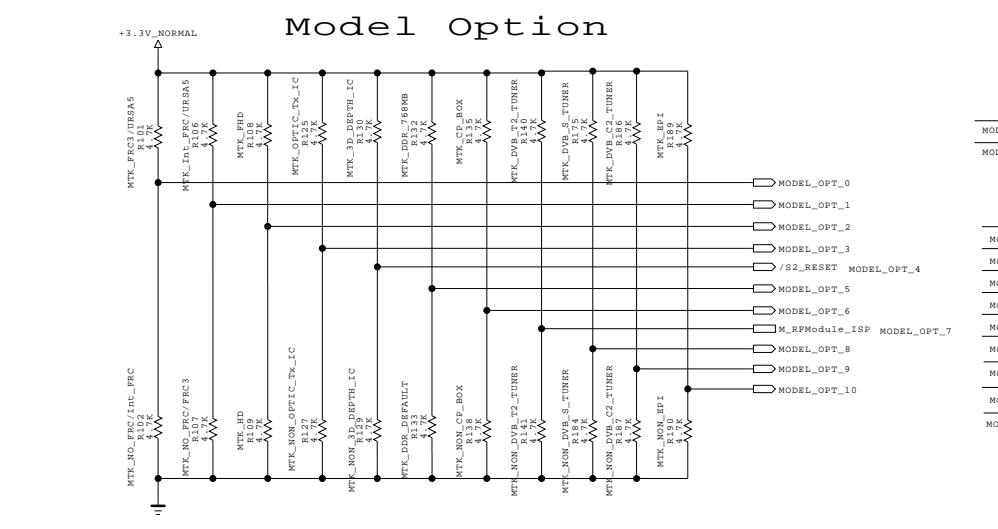 Model Option
+3.3V_NORMAL
MTK_FRC3/URSA5
R101
4.7K
MTK_Int_FRC/URSA5
R106
4.7K
MTK_FHD
R108
4.7K
MTK_OPTIC_Tx_IC
R125
4.7K
MTK_3D_DEPTH_IC
R130
4.7K
MTK_DDR_768MB
R132
4.7K
MTK_CP_BOX
R135
4.7K
MTK_DVB_T2_TUNER
R140
4.7K
MTK_DVB_S_TUNER
R175
4.7K
MTK_DVB_C2_TUNER
R186
4.7K
MTK_EPI
R189
4.7K
MODEL_OPT_0
MODEL_OPT_1
MODEL_OPT_2
MODEL_OPT_3
/S2_RESET MODEL_OPT_4
MODEL_OPT_5
MODEL_OPT_6
M_RFModule_ISP MODEL_OPT_7
MODEL_OPT_8
MODEL_OPT_9
MODEL_OPT_10
MTK_NO_FRC/Int_FRC
R102
4.7K
MTK_NO_FRC/FRC3
R107
4.7K
MTK_HD
R109
4.7K
MTK_NON_OPTIC_Tx_IC
R127
4.7K
MTK_NON_3D_DEPTH_IC
R129
4.7K
MTK_DDR_DEFAULT
R133
4.7K
MTK_NON_CP_BOX
R138
4.7K
MTK_NON_DVB_T2_TUNER
R141
4.7K
MTK_NON_DVB_S_TUNER
R184
4.7K
MTK_NON_DVB_C2_TUNER
R187
4.7K
MTK_NON_EPI
R190
4.7K